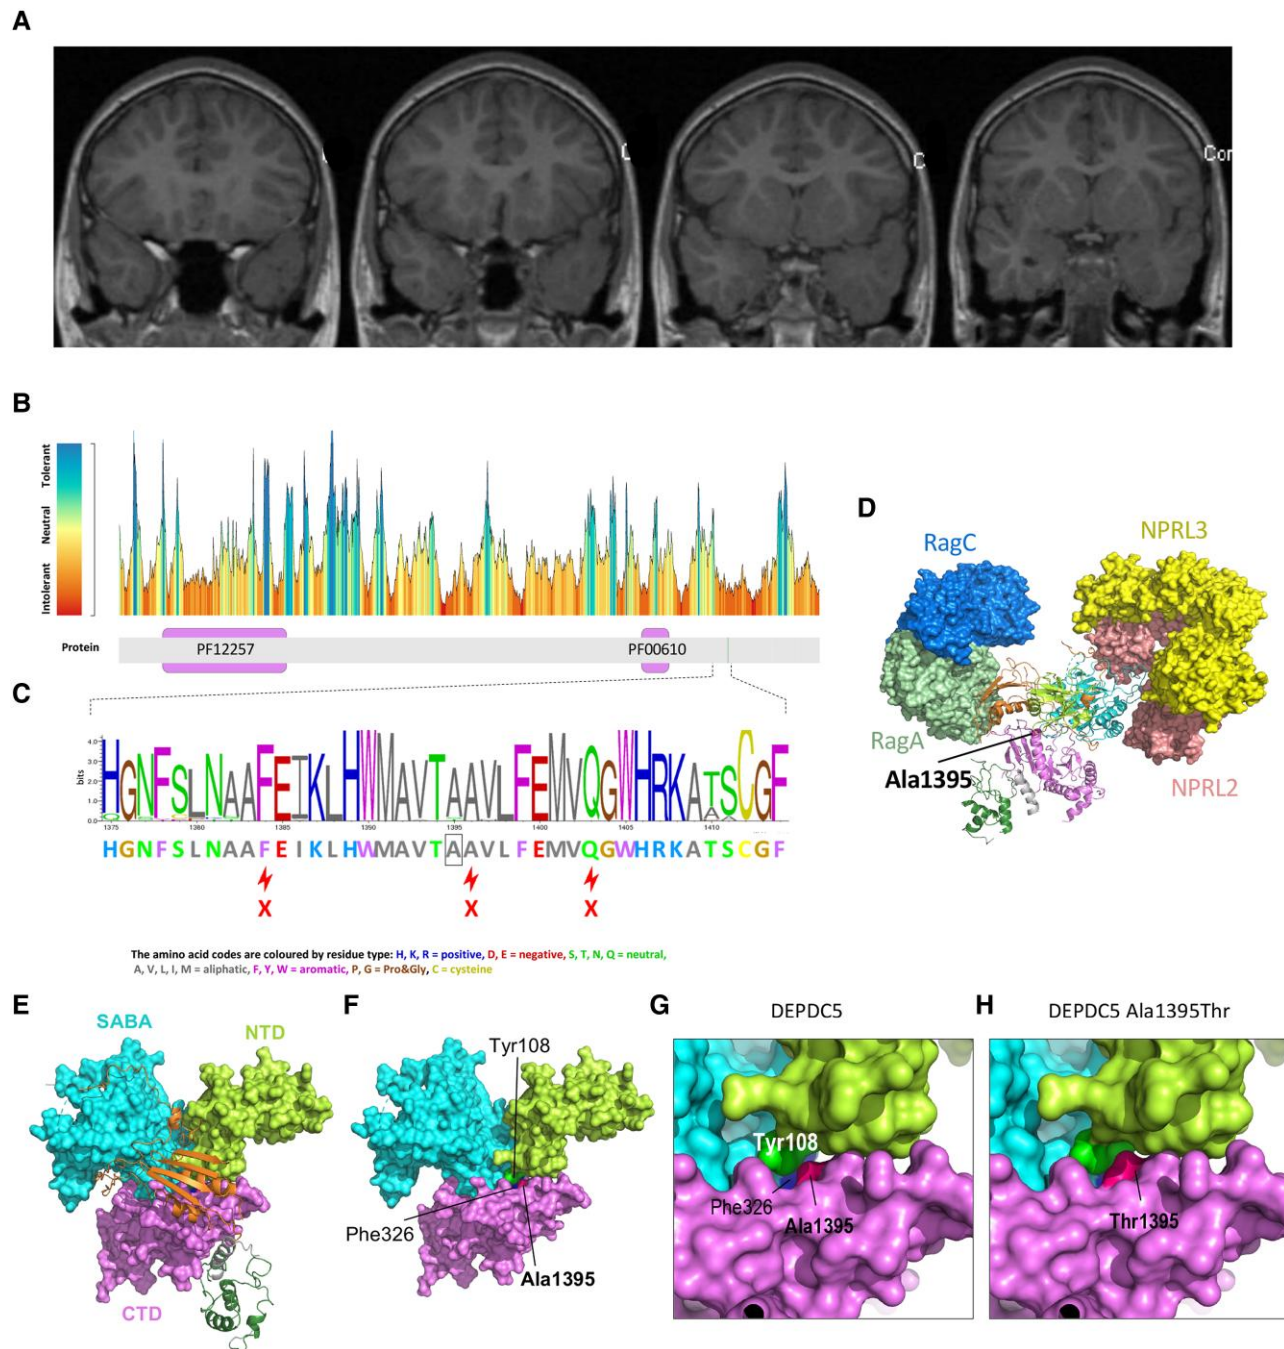 A
C
C
Cor
B
Tolerant
Neutral
Intolerant
Protein
PF12257
PF00610
C
bits
4.0
3.0
2.0
1.0
0.0
HGNFSLNAAFEIKLHWMAVTAAVLFEMVQGWHRKATSCGF
1375 1380 1385 1390 1395 1400 1405 1410
HGNFSLNAAFEIKLHWMAVTAAVLFEMVQGWHRKATSCGF
X X X
The amino acid codes are coloured by residue type: H, K, R = positive, D, E = negative, S, T, N, Q = neutral,
A, V, L, I, M = aliphatic, F, Y, W = aromatic, P, G = Pro&Gly, C = cysteine
D
RagC
NPRL3
RagA
Ala1395
NPRL2
E
SABA
NTD
CTD
F
Tyr108
Phe326
Ala1395
G
DEPDC5
Tyr108
Phe326
Ala1395
H
DEPDC5 Ala1395Thr
Thr1395